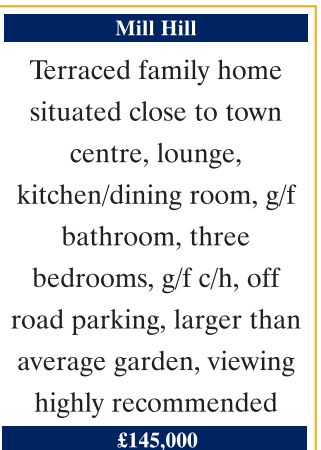 Mill Hill
Terraced family home
situated close to town
centre, lounge,
kitchen/dining room, g/f
bathroom, three
bedrooms, g/f c/h, off
road parking, larger than
average garden, viewing
highly recommended
£145,000